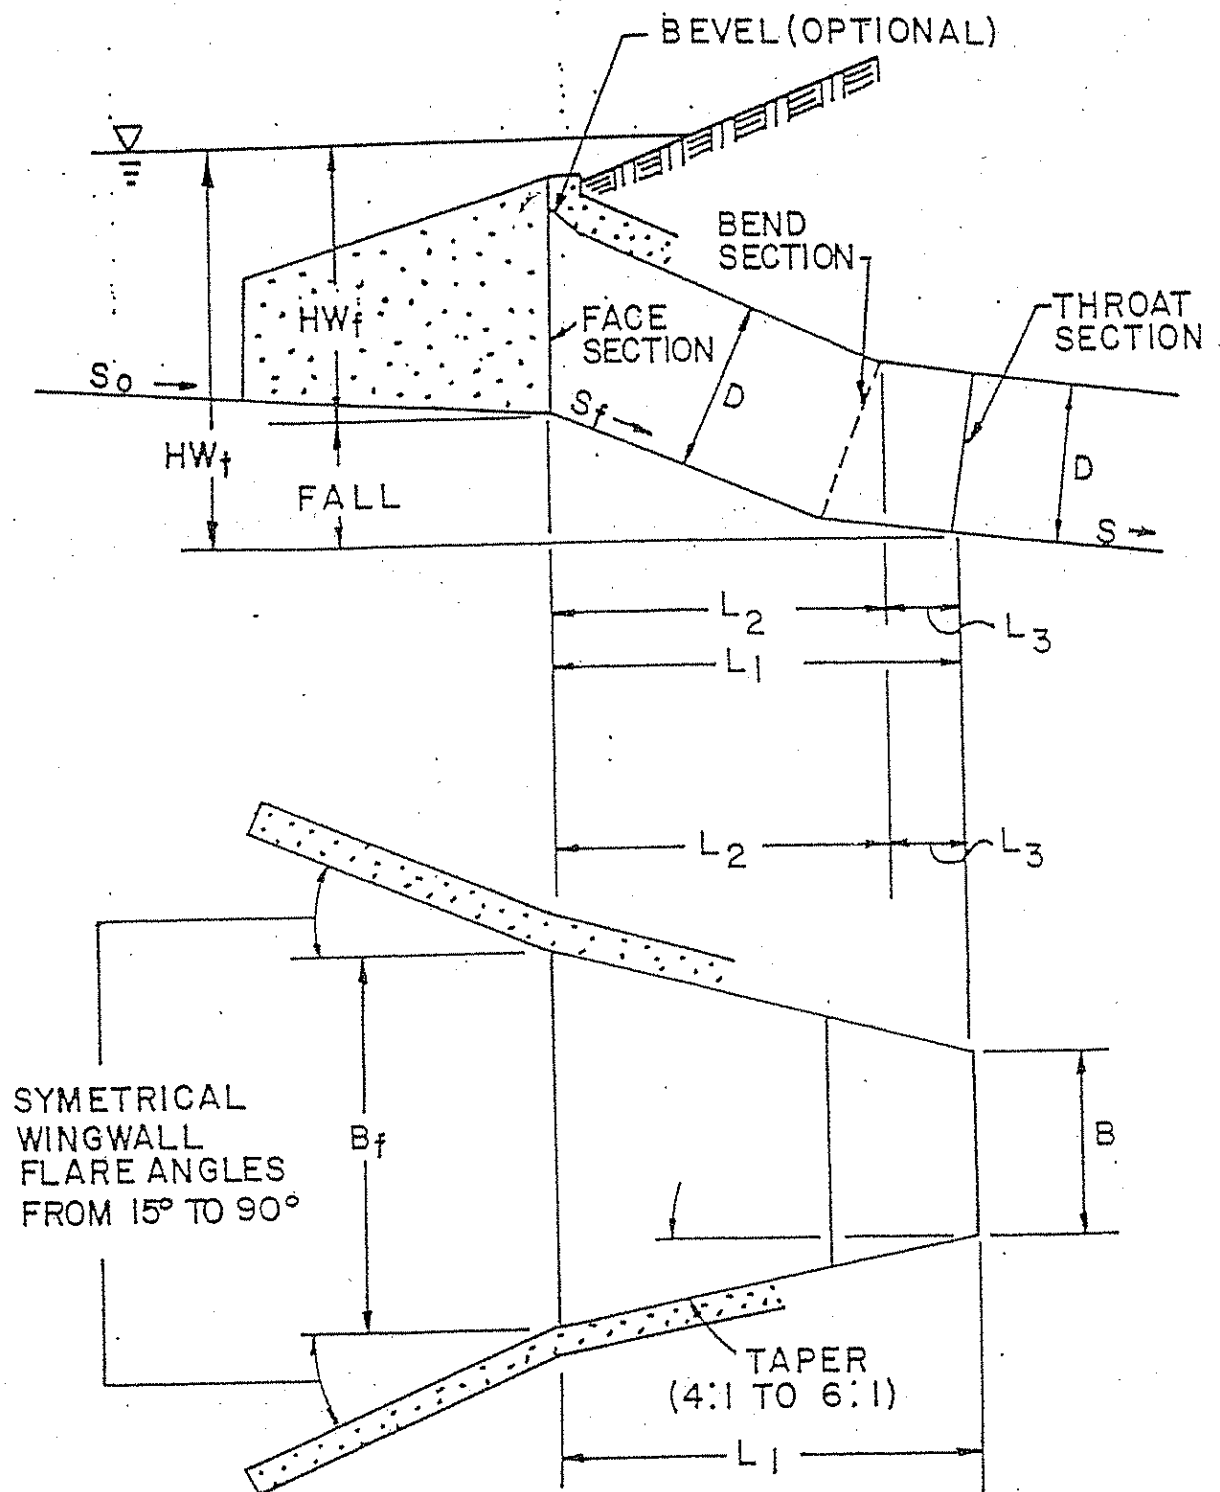 BEVEL (OPTIONAL)
BEND
SECTION
THROAT
SECTION
HWf
FACE
SECTION
So
Sf
D
HWf
FALL
D
S
L2
L3
L1
L2
L3
SYMETRICAL
WINGWALL
FLARE ANGLES
FROM 15° TO 90°
Bf
B
TAPER
(4:1 TO 6:1)
L1